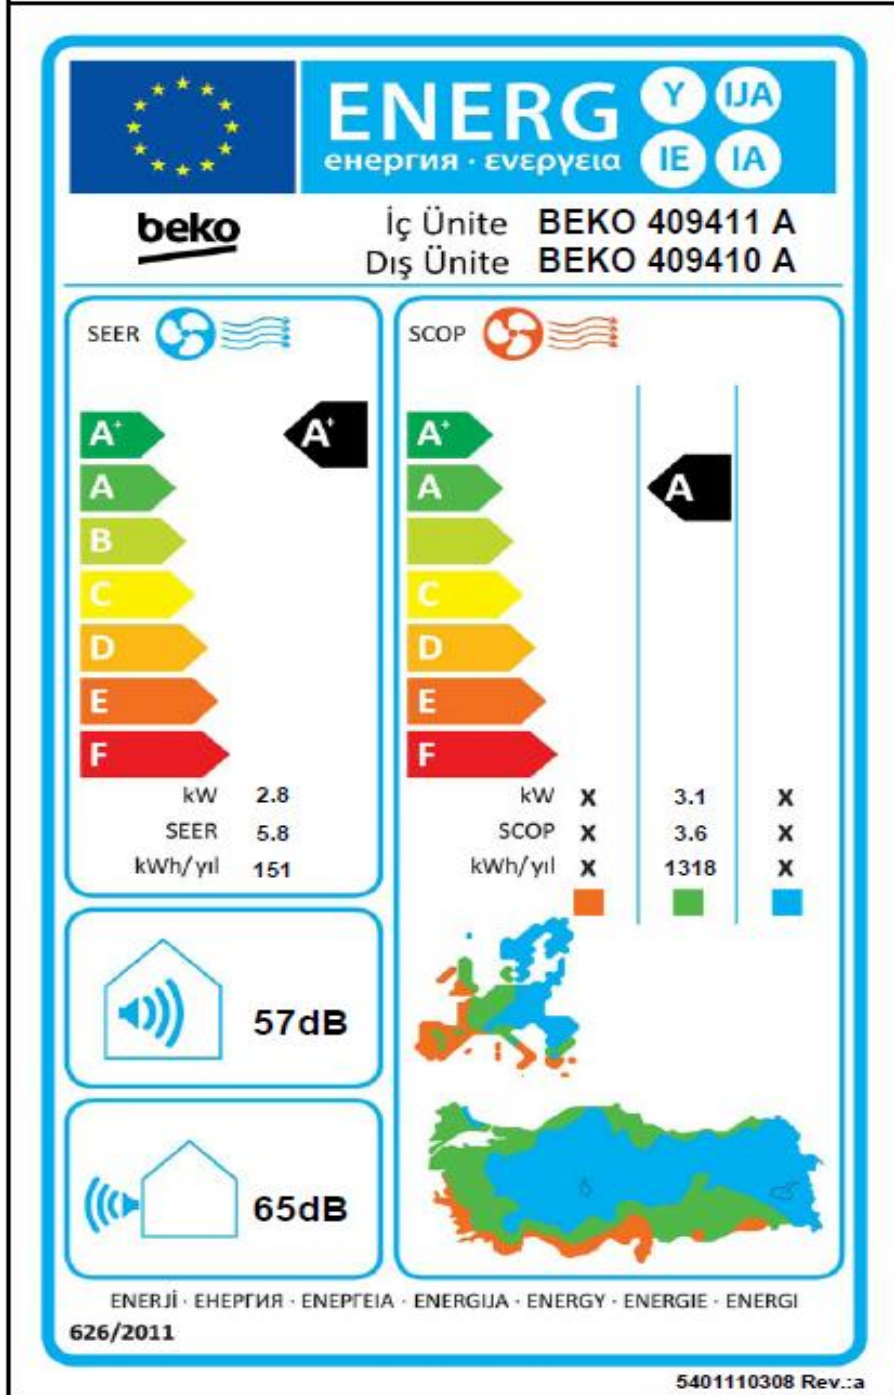 ENERG Y IJA
енергия · ενεργεια IE IA
beko
İç Ünite BEKO 409411 A
Dış Ünite BEKO 409410 A
SEER
A+
A+
A
B
C
D
E
F
kW 2.8
SEER 5.8
kWh/yıl 151
SCOP
A+
A
A
C
D
E
F
kW X 3.1 X
SCOP X 3.6 X
kWh/yıl X 1318 X
57dB
65dB
ENERJİ · ЕНЕРГИЯ · ΕΝΕΡΓΕΙΑ · ENERGIJA · ENERGY · ENERGIE · ENERGI
626/2011
5401110308 Rev.:a